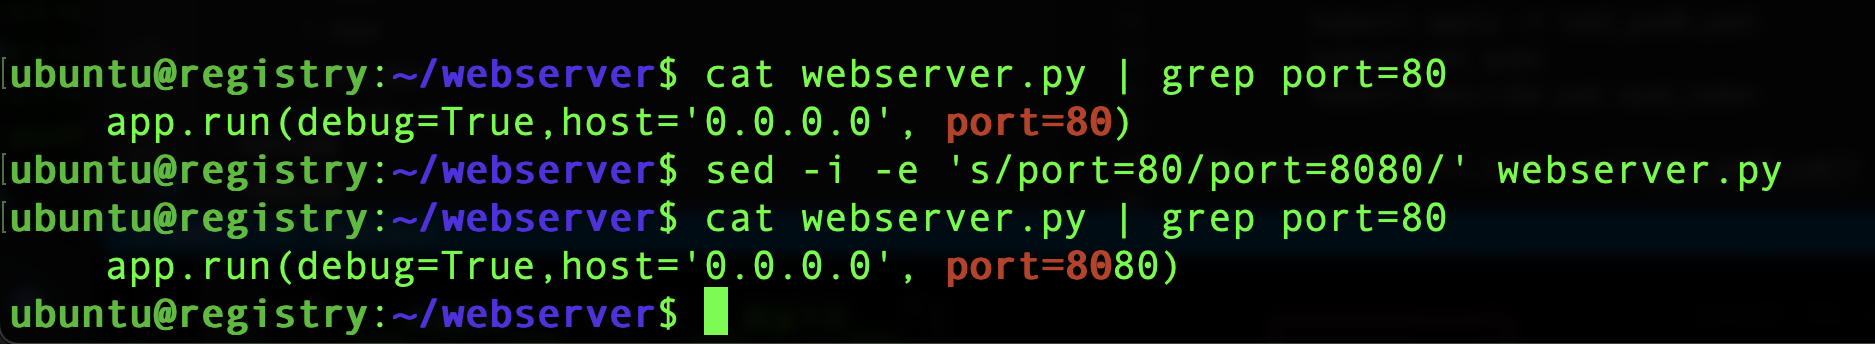 ubuntu@registry:~/webserver$ cat webserver.py | grep port=80
    app.run(debug=True,host='0.0.0.0', port=80)
ubuntu@registry:~/webserver$ sed -i -e 's/port=80/port=8080/' webserver.py
ubuntu@registry:~/webserver$ cat webserver.py | grep port=80
    app.run(debug=True,host='0.0.0.0', port=8080)
ubuntu@registry:~/webserver$